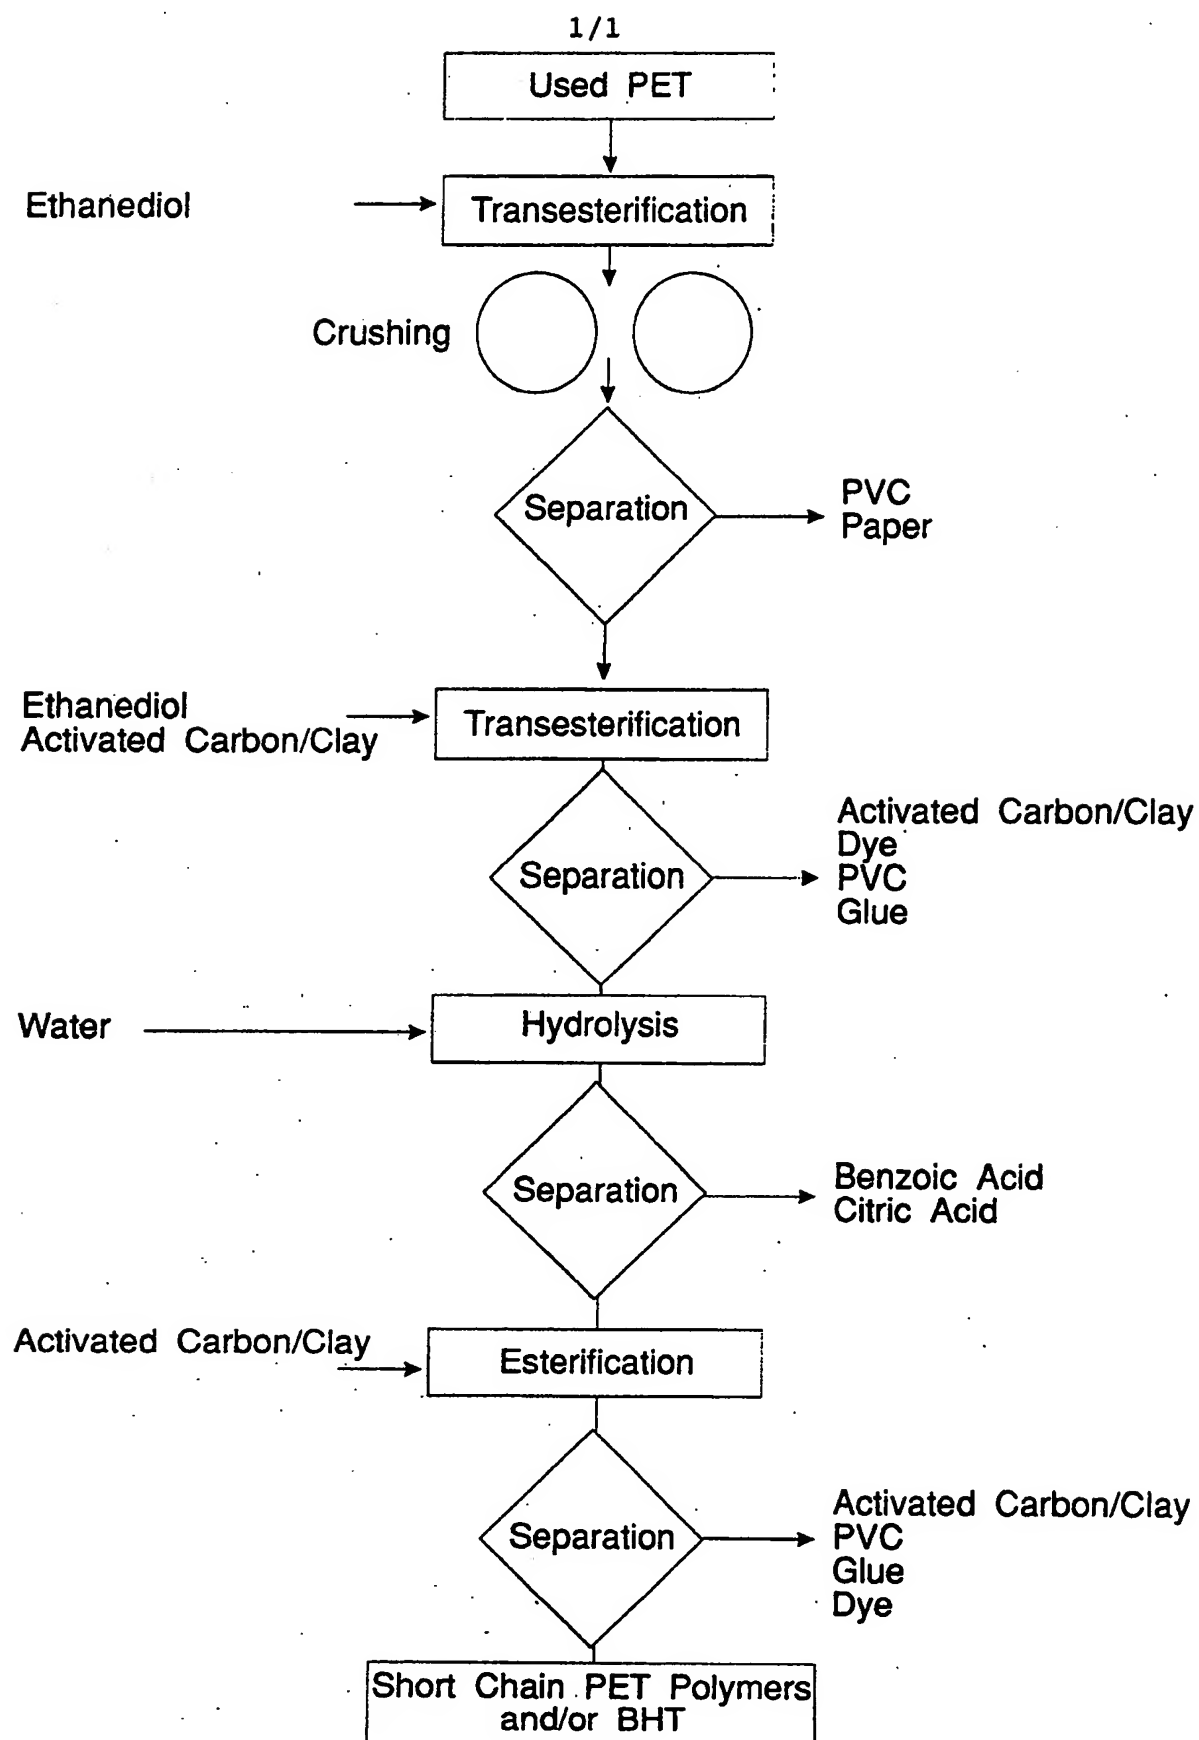 1/1
Used PET
Ethanediol
Transesterification
Crushing
Separation
PVC
Paper
Ethanediol
Activated Carbon/Clay
Transesterification
Separation
Activated Carbon/Clay
Dye
PVC
Glue
Water
Hydrolysis
Separation
Benzoic Acid
Citric Acid
Activated Carbon/Clay
Esterification
Separation
Activated Carbon/Clay
PVC
Glue
Dye
Short Chain PET Polymers
and/or BHT